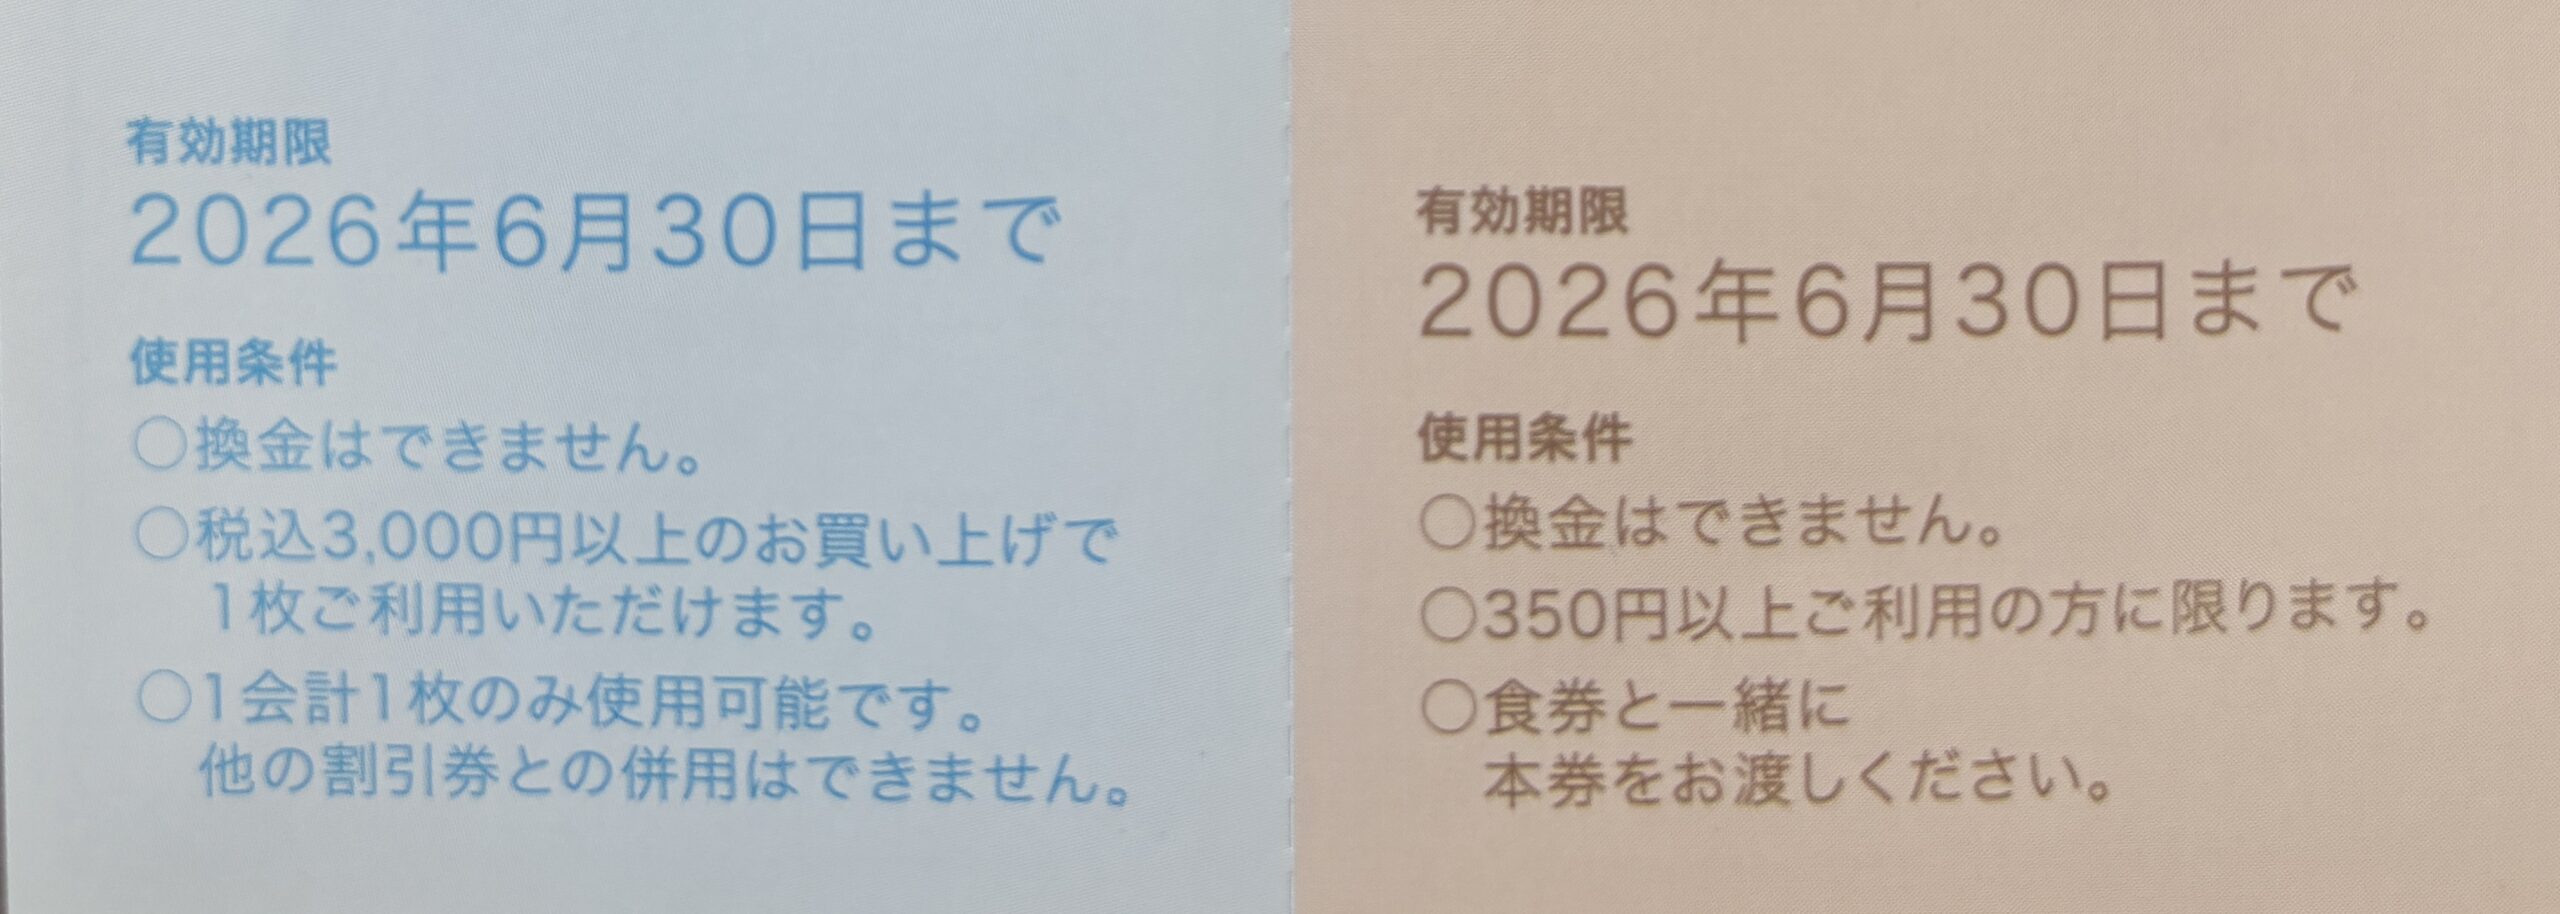 有効期限
2026年6月30日まで
使用条件
○換金はできません。
○税込3,000円以上のお買い上げで
1枚ご利用いただけます。
○1会計1枚のみ使用可能です。
他の割引券との併用はできません。
有効期限
2026年6月30日まで
使用条件
○換金はできません。
○350円以上ご利用の方に限ります。
○食券と一緒に
本券をお渡しください。